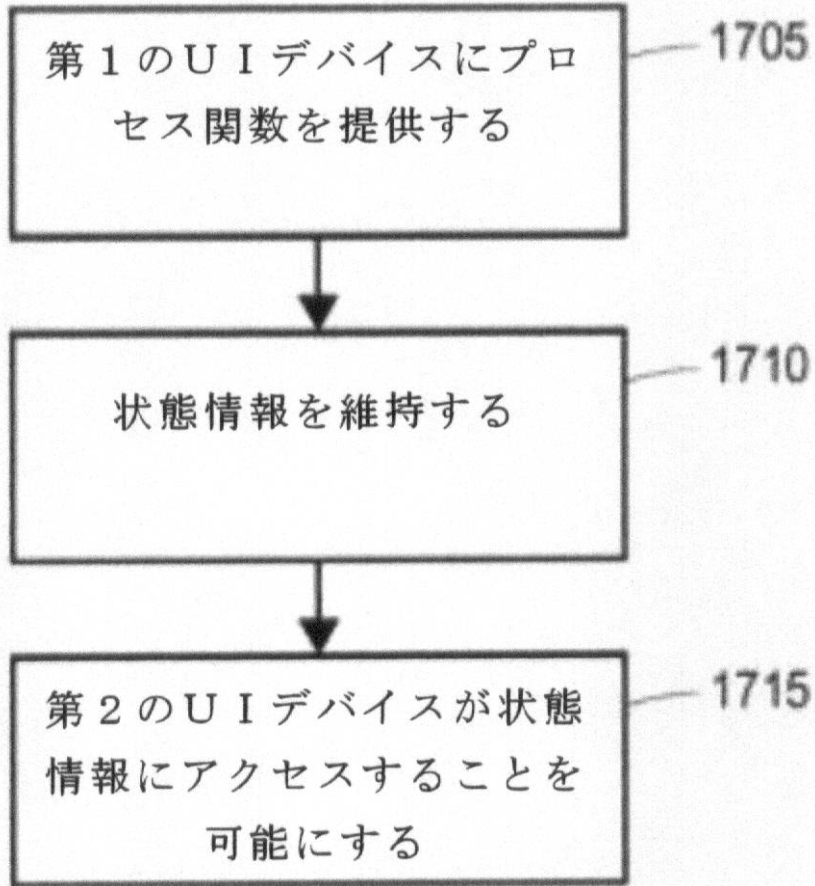 第１のＵＩデバイスにプロ
セス関数を提供する
1705
状態情報を維持する
1710
第２のＵＩデバイスが状態
情報にアクセスすることを
可能にする
1715